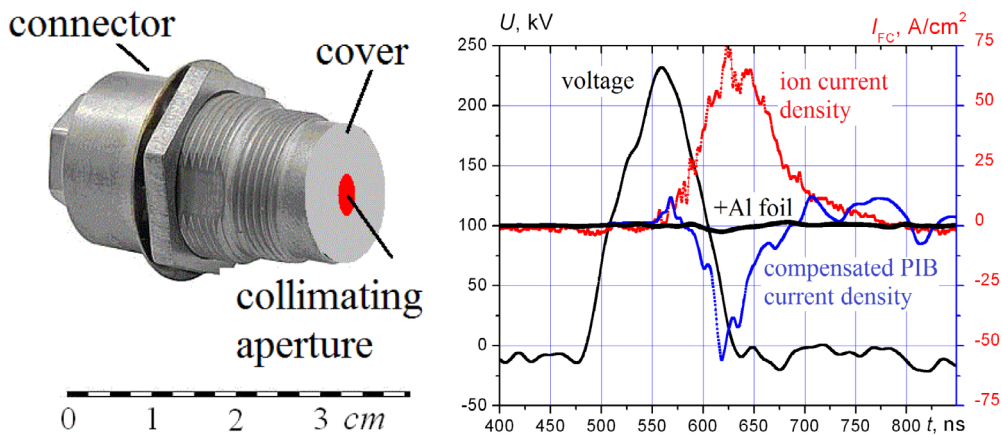 connector
cover
collimating
aperture
0 1 2 3 cm
U, kV
I_FC, A/cm²
250
200
150
100
50
0
-50
75
50
25
0
-25
-50
-75
voltage
ion current
density
+Al foil
compensated PIB
current density
400 450 500 550 600 650 700 750 800 t, ns